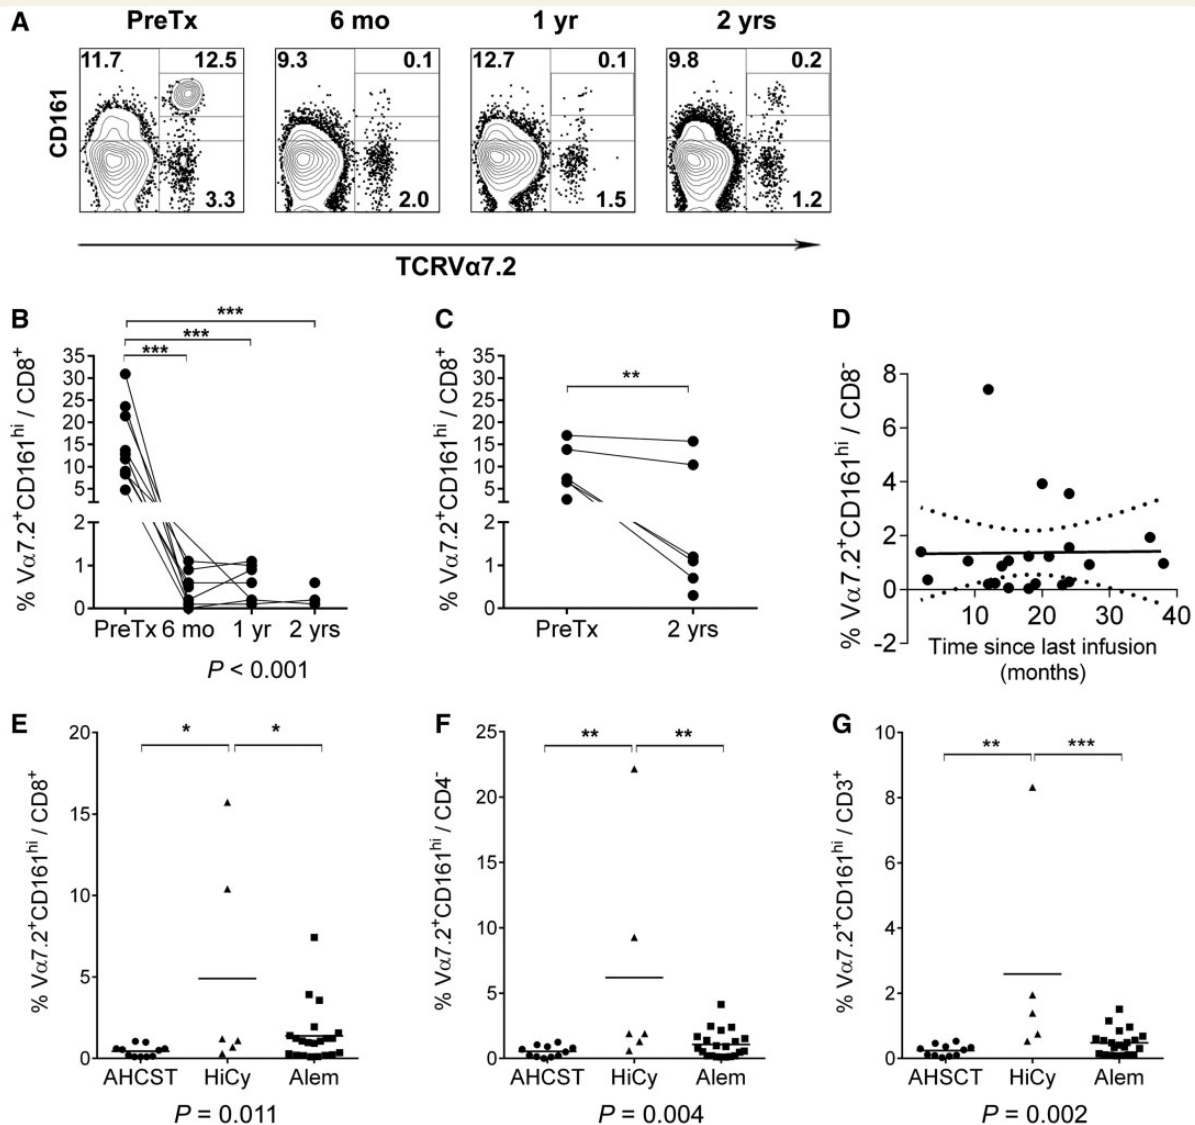 A
PreTx 6 mo 1 yr 2 yrs
11.7 12.5 9.3 0.1 12.7 0.1 9.8 0.2
CD161
3.3 2.0 1.5 1.2
TCRVα7.2
B
***
***
***
% Vα7.2⁺CD161ʰⁱ / CD8⁺
35
30
25
20
15
10
5
2
1
0
PreTx 6 mo 1 yr 2 yrs
P < 0.001
C
**
% Vα7.2⁺CD161ʰⁱ / CD8⁺
35
30
25
20
15
10
5
2
1
0
PreTx 2 yrs
D
% Vα7.2⁺CD161ʰⁱ / CD8⁻
8
6
4
2
0
-2
10 20 30 40
Time since last infusion
(months)
E
* *
% Vα7.2⁺CD161ʰⁱ / CD8⁺
20
15
10
5
0
AHCST HiCy Alem
P = 0.011
F
** **
% Vα7.2⁺CD161ʰⁱ / CD4⁻
25
20
15
10
5
0
AHCST HiCy Alem
P = 0.004
G
** ***
% Vα7.2⁺CD161ʰⁱ / CD3⁺
10
8
6
4
2
0
AHSCT HiCy Alem
P = 0.002